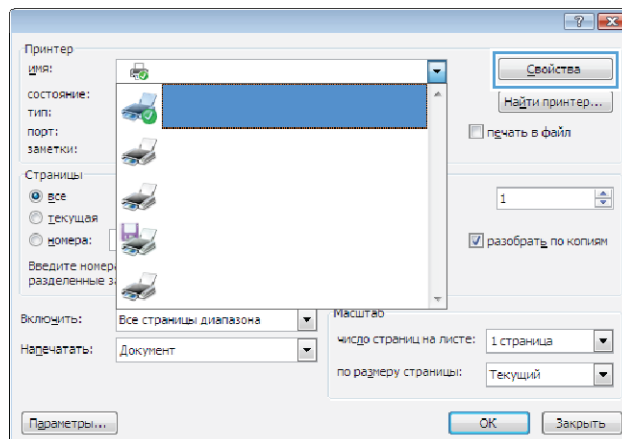 Принтер
имя:
Свойства
состояние:
Найти принтер...
тип:
порт:
печать в файл
заметки:
Страницы
все
1
текущая
номера:
разобрать по копиям
Введите
разделенные
Включить:
Все страницы диапазона
Масштаб
Напечатать:
Документ
число страниц на листе:
1 страница
по размеру страницы:
Текущий
Параметры...
OK
Закрыть